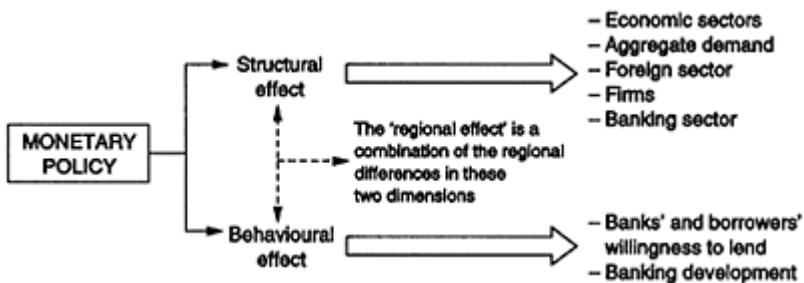 MONETARY
POLICY
Structural
effect
– Economic sectors
– Aggregate demand
– Foreign sector
– Firms
– Banking sector
The 'regional effect' is a
combination of the regional
differences in these
two dimensions
Behavioural
effect
– Banks' and borrowers'
willingness to lend
– Banking development